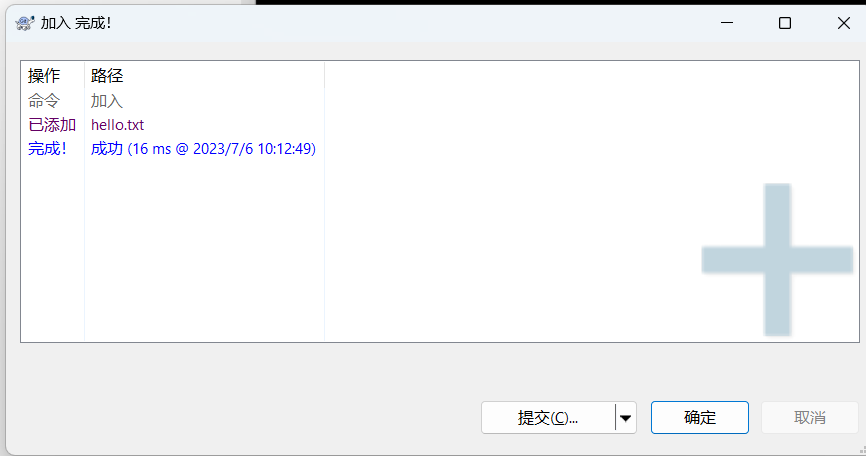 加入 完成!
操作 路径
命令 加入
已添加 hello.txt
完成! 成功 (16 ms @ 2023/7/6 10:12:49)
提交(C)... 确定 取消